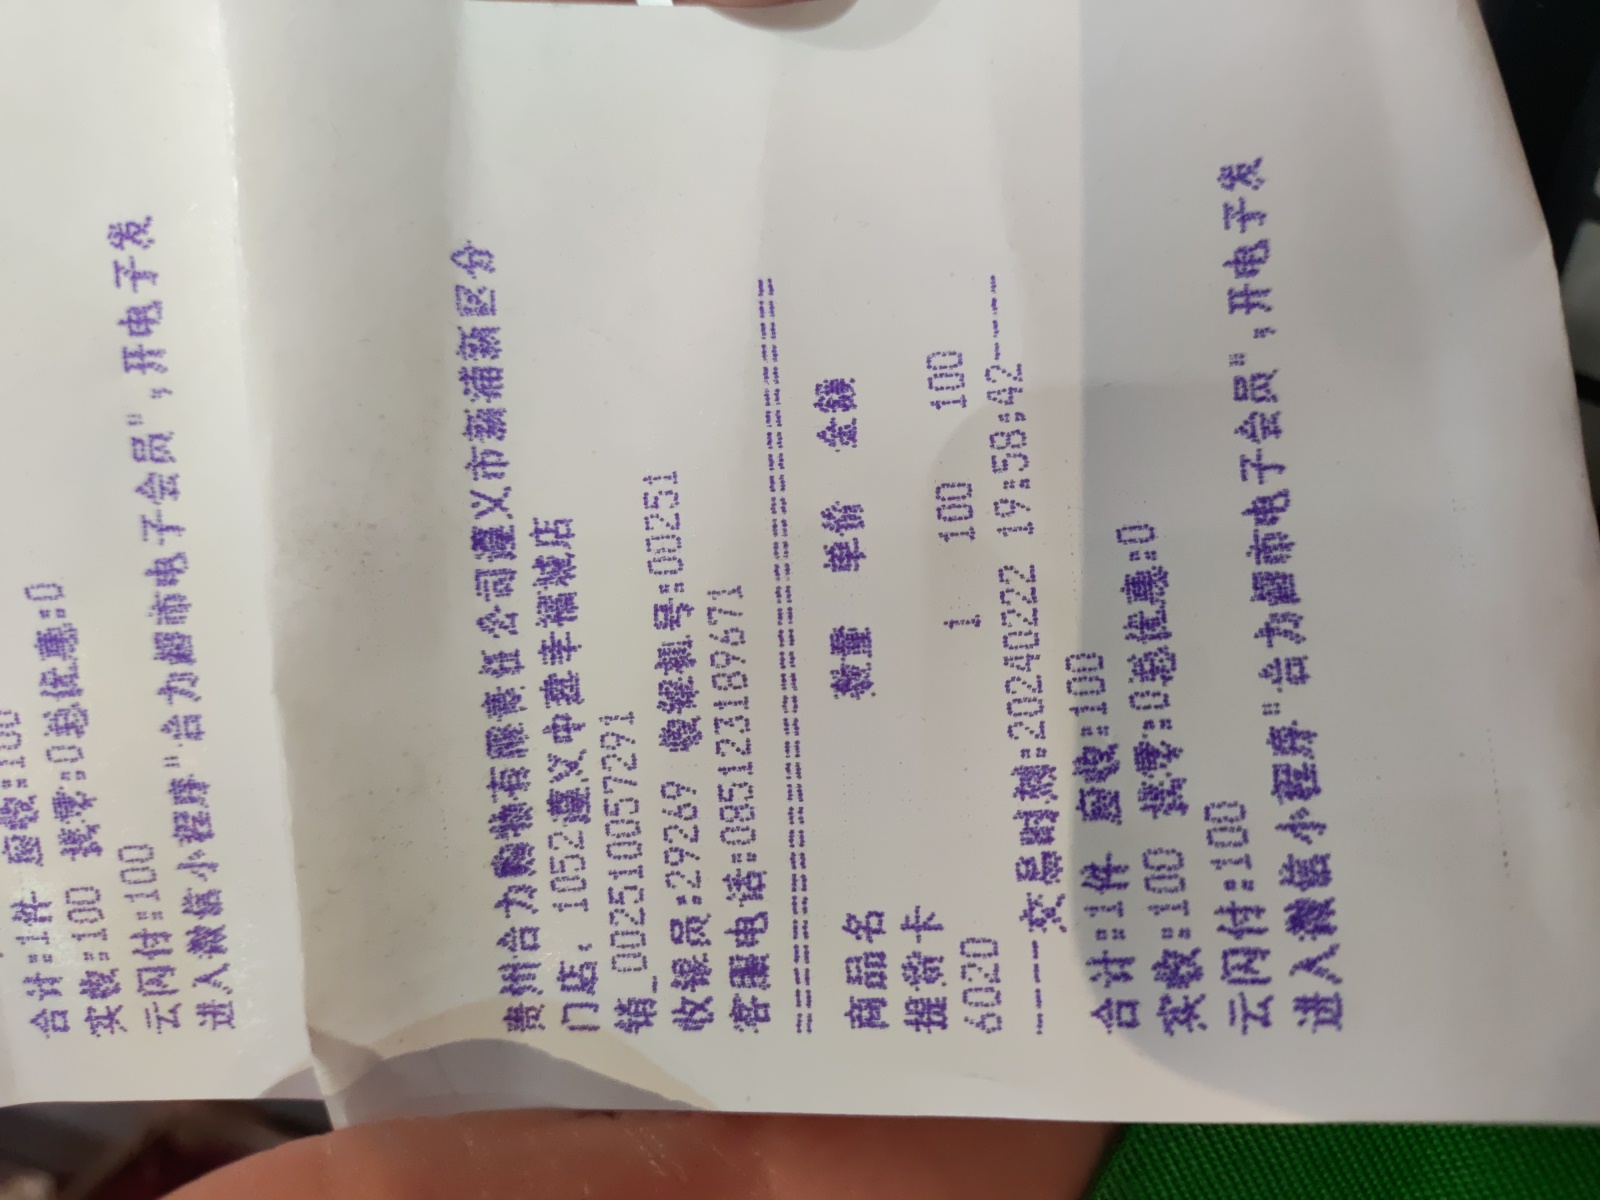 合计:1件 应收:100
实收:100 找零:0总优惠:0
云闪付:100
进入微信小程序"合力超市电子会员",开电子发
贵州合力购物有限责任公司遵义市新蒲新区分
门店: 1052遵义中建幸福城店
销_00251005729​1
收银员:29269 收银机号:00251
客服电话:085123189671
==========================================
商品名 数量 单价 金额
提货卡
6020 1 100 100
----交易时刻:20240222 19:58:42-----
合计:1件 应收:100
实收:100 找零:0总优惠:0
云闪付:100
进入微信小程序"合力超市电子会员",开电子发